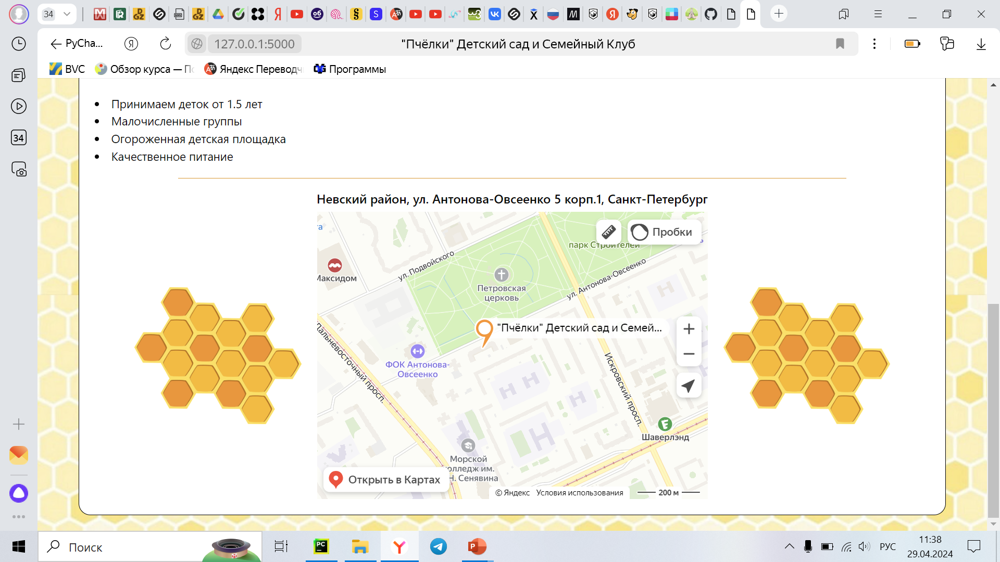 34
PyCha...
127.0.0.1:5000
"Пчёлки" Детский сад и Семейный Клуб
BVC
Обзор курса — По
Яндекс Переводч
Программы
34
Принимаем деток от 1.5 лет
Малочисленные группы
Огороженная детская площадка
Качественное питание
Невский район, ул. Антонова-Овсеенко 5 корп.1, Санкт-Петербург
Пробки
парк Строителей
ул. Подвойского
ул. Антонова-Овсеенко
Максидом
Петровская
церковь
"Пчёлки" Детский сад и Семей...
ФОК Антонова-
Овсеенко
Дальневосточный просп.
Искровский просп.
Шаверлэнд
Морской
колледж им.
Н. Сенявина
Открыть в Картах
© Яндекс Условия использования
200 м
Поиск
РУС
11:38
29.04.2024